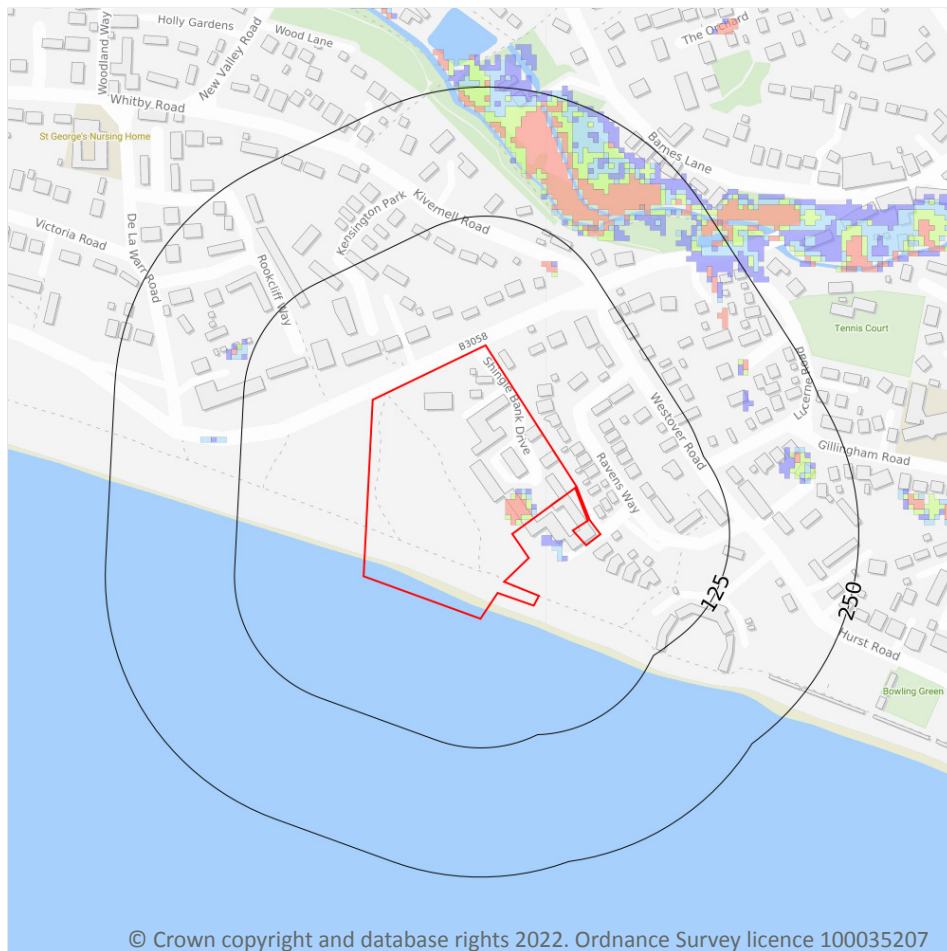 Holly Gardens
Wood Lane
Woodland Way
New Valley Road
The Orchard
Whitby Road
St George's Nursing Home
Barnes Lane
Kensington Park
Kivernell Road
Victoria Road
De La Warr Road
Rookcliff Way
Tennis Court
B3058
Shingle Bank Drive
Lucerne Road
Westover Road
Gillingham Road
Ravens Way
125
250
Hurst Road
Bowling Green
© Crown copyright and database rights 2022. Ordnance Survey licence 100035207